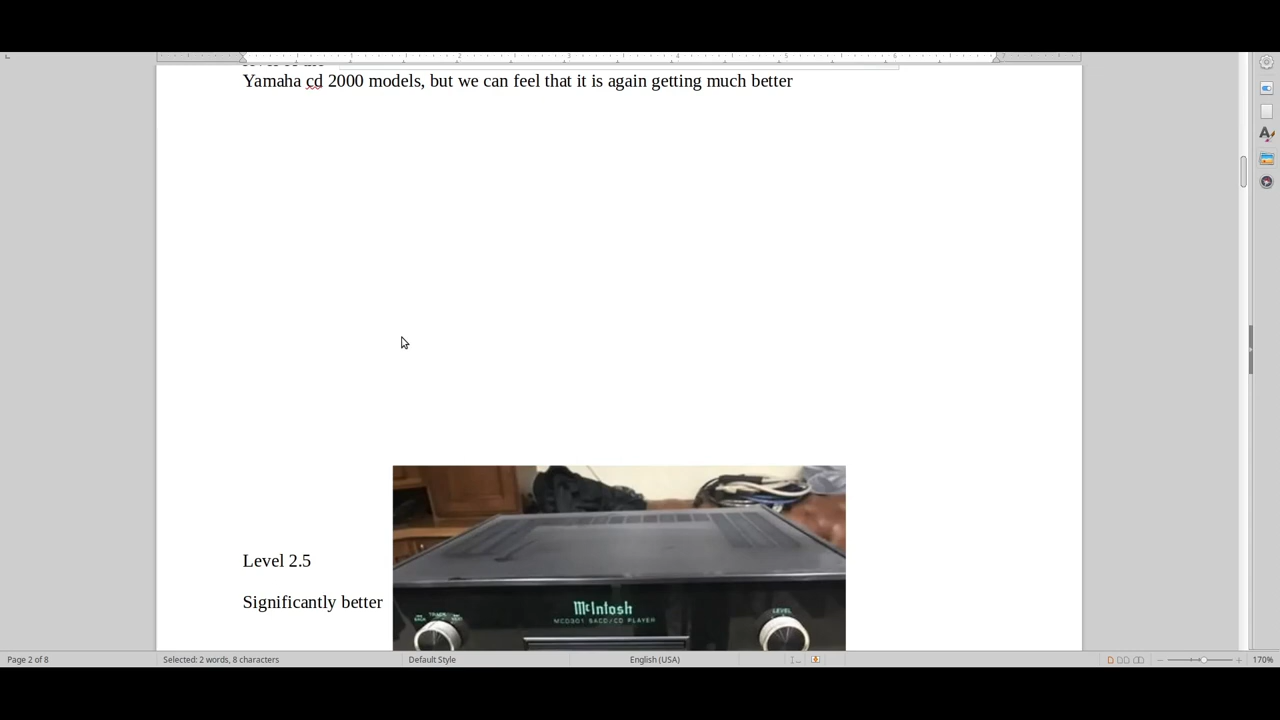 Yamaha cd 2000 models, but we can feel that it is again getting much better
Level 2.5
Significantly better
McIntosh
MCD301 SACD/CD PLAYER
LEVEL
Page 2 of 8
Selected: 2 words, 8 characters
Default Style
English (USA)
170%